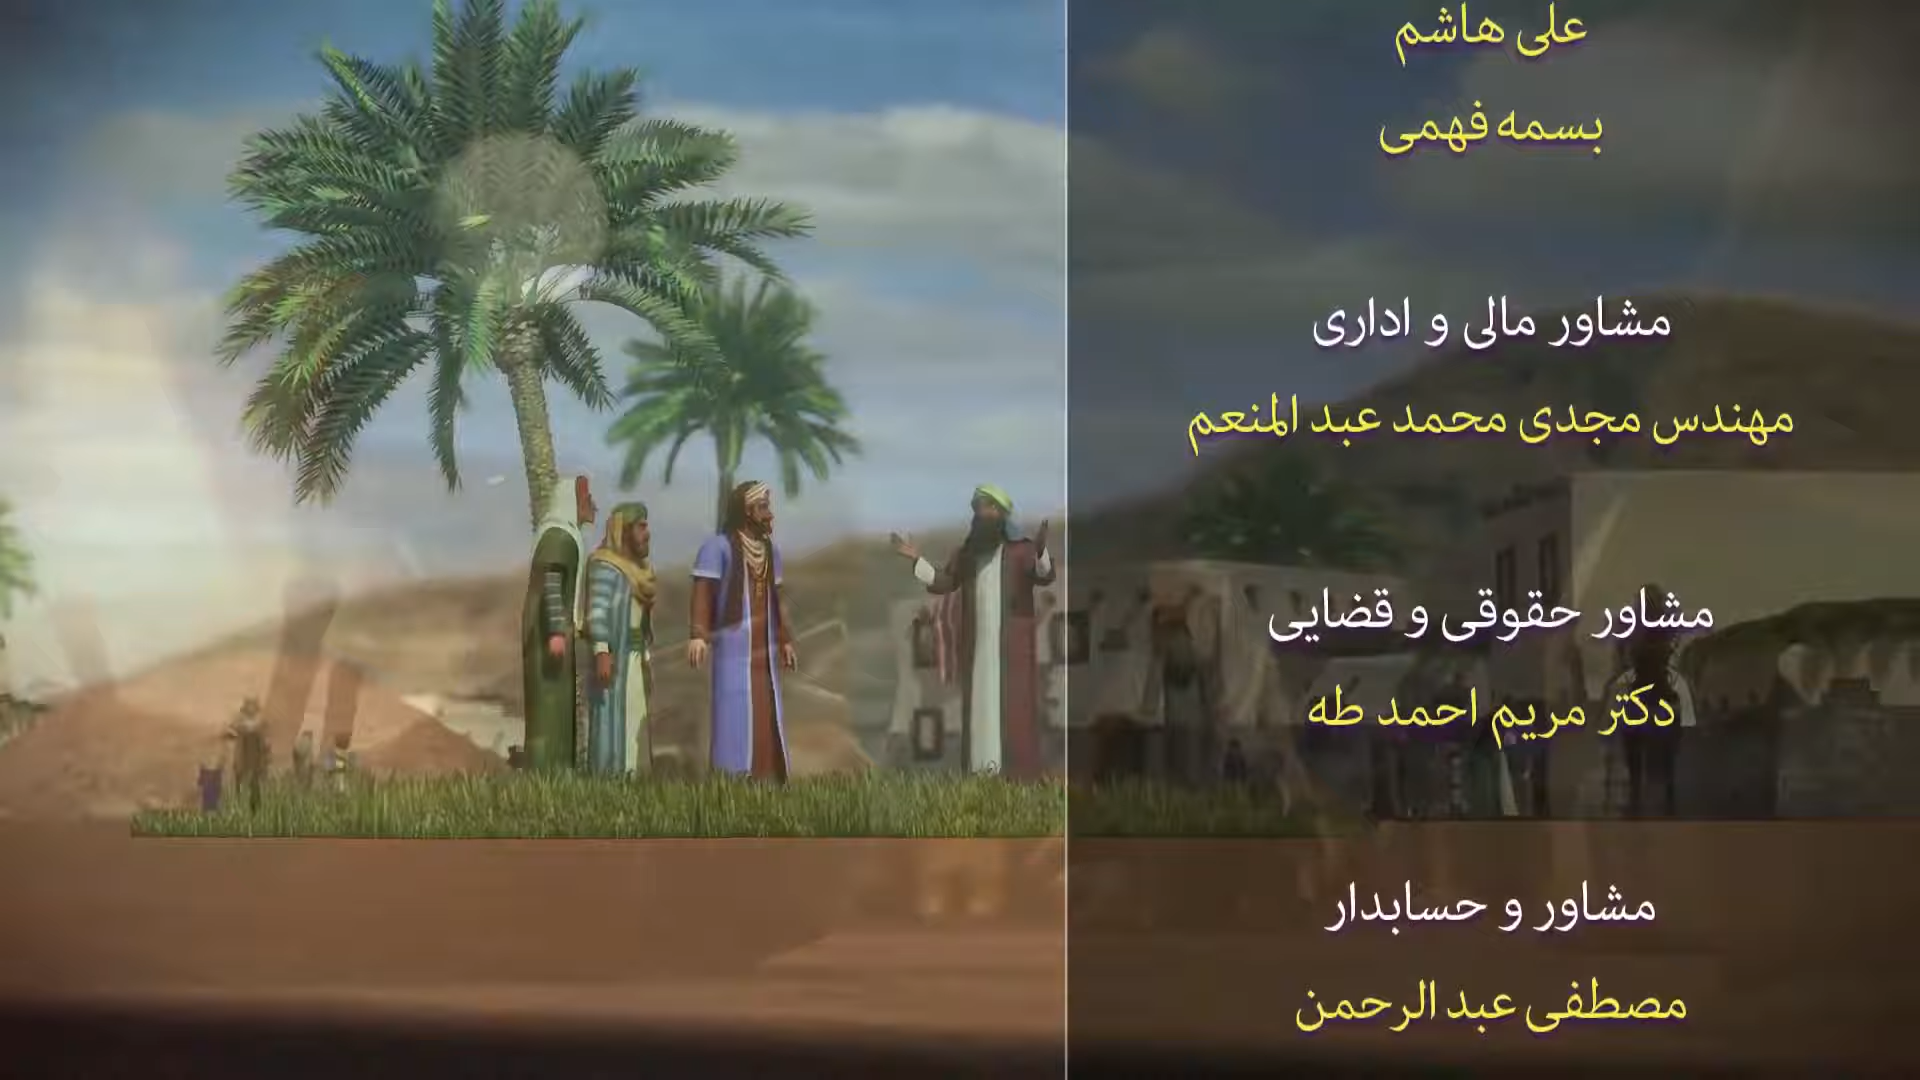 علی هاشم
بسمه فهمی
مشاور مالی و اداری
مهندس مجدی محمد عبد المنعم
مشاور حقوقی و قضایی
دکتر مریم احمد طه
مشاور و حسابدار
مصطفی عبد الرحمن